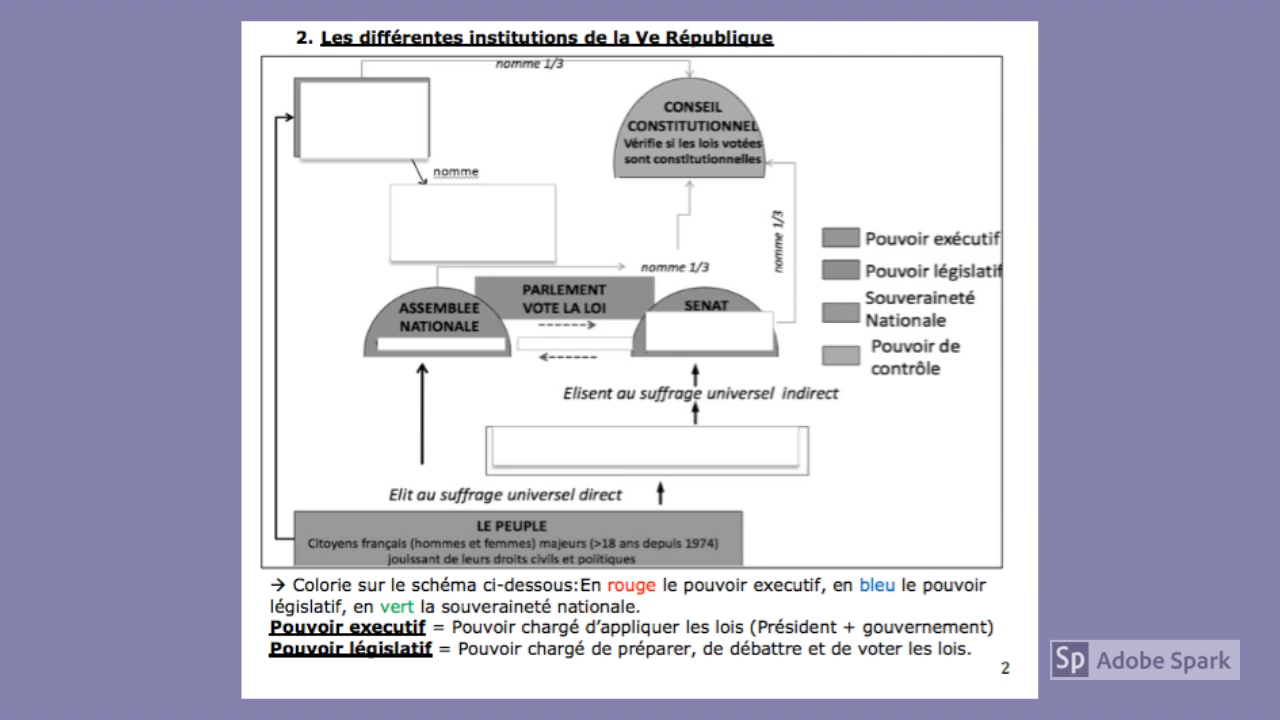 2. Les différentes institutions de la Ve République
nomme 1/3
CONSEIL
CONSTITUTIONNEL
Vérifie si les lois votées
sont constitutionnelles
nomme
nomme 1/3
nomme 1/3
Pouvoir exécutif
Pouvoir législatif
Souveraineté
Nationale
Pouvoir de
contrôle
PARLEMENT
VOTE LA LOI
ASSEMBLEE
NATIONALE
SENAT
Elisent au suffrage universel indirect
Elit au suffrage universel direct
LE PEUPLE
Citoyens français (hommes et femmes) majeurs (>18 ans depuis 1974)
jouissant de leurs droits civils et politiques
→ Colorie sur le schéma ci-dessous:En rouge le pouvoir executif, en bleu le pouvoir
législatif, en vert la souveraineté nationale.
Pouvoir executif = Pouvoir chargé d’appliquer les lois (Président + gouvernement)
Pouvoir législatif = Pouvoir chargé de préparer, de débattre et de voter les lois.
2
Sp Adobe Spark